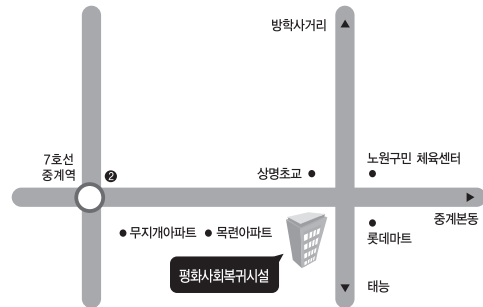 방학사거리
7호선
중계역
❷
상명초교
노원구민 체육센터
중계본동
무지개아파트
목련아파트
롯데마트
평화사회복귀시설
태능